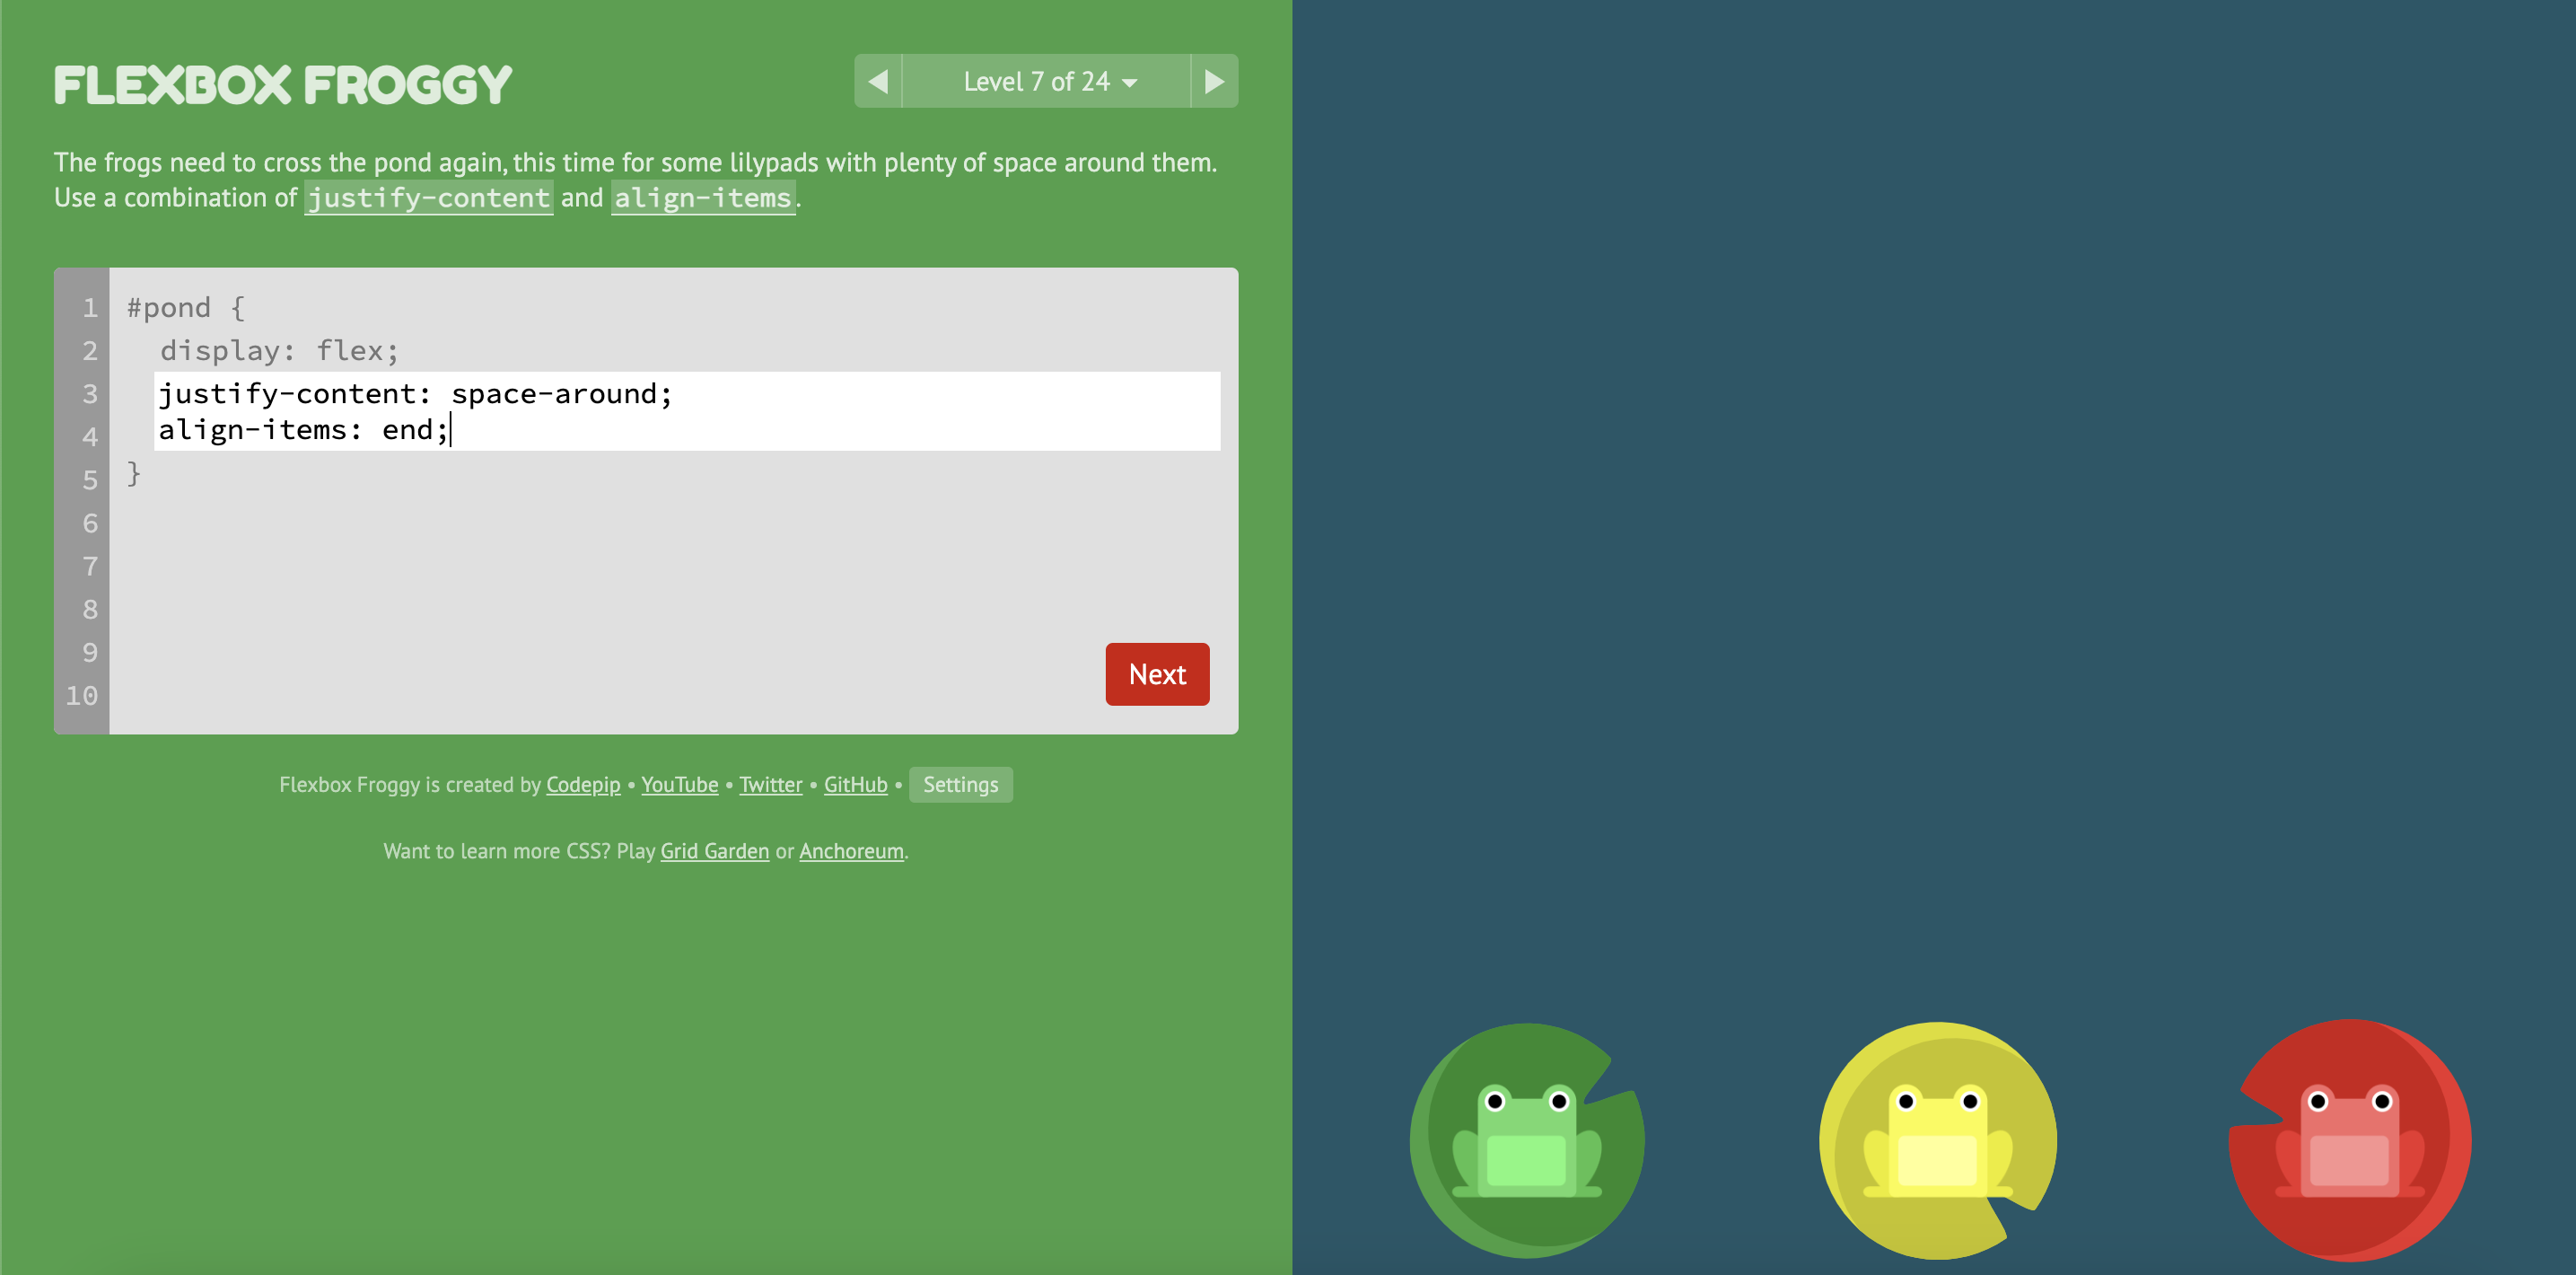 FLEXBOX FROGGY
Level 7 of 24
The frogs need to cross the pond again, this time for some lilypads with plenty of space around them.
Use a combination of justify-content and align-items.
1 #pond {
2 display: flex;
3 justify-content: space-around;
4 align-items: end;
5 }
6
7
8
9
10
Next
Flexbox Froggy is created by Codepip • YouTube • Twitter • GitHub • Settings
Want to learn more CSS? Play Grid Garden or Anchoreum.